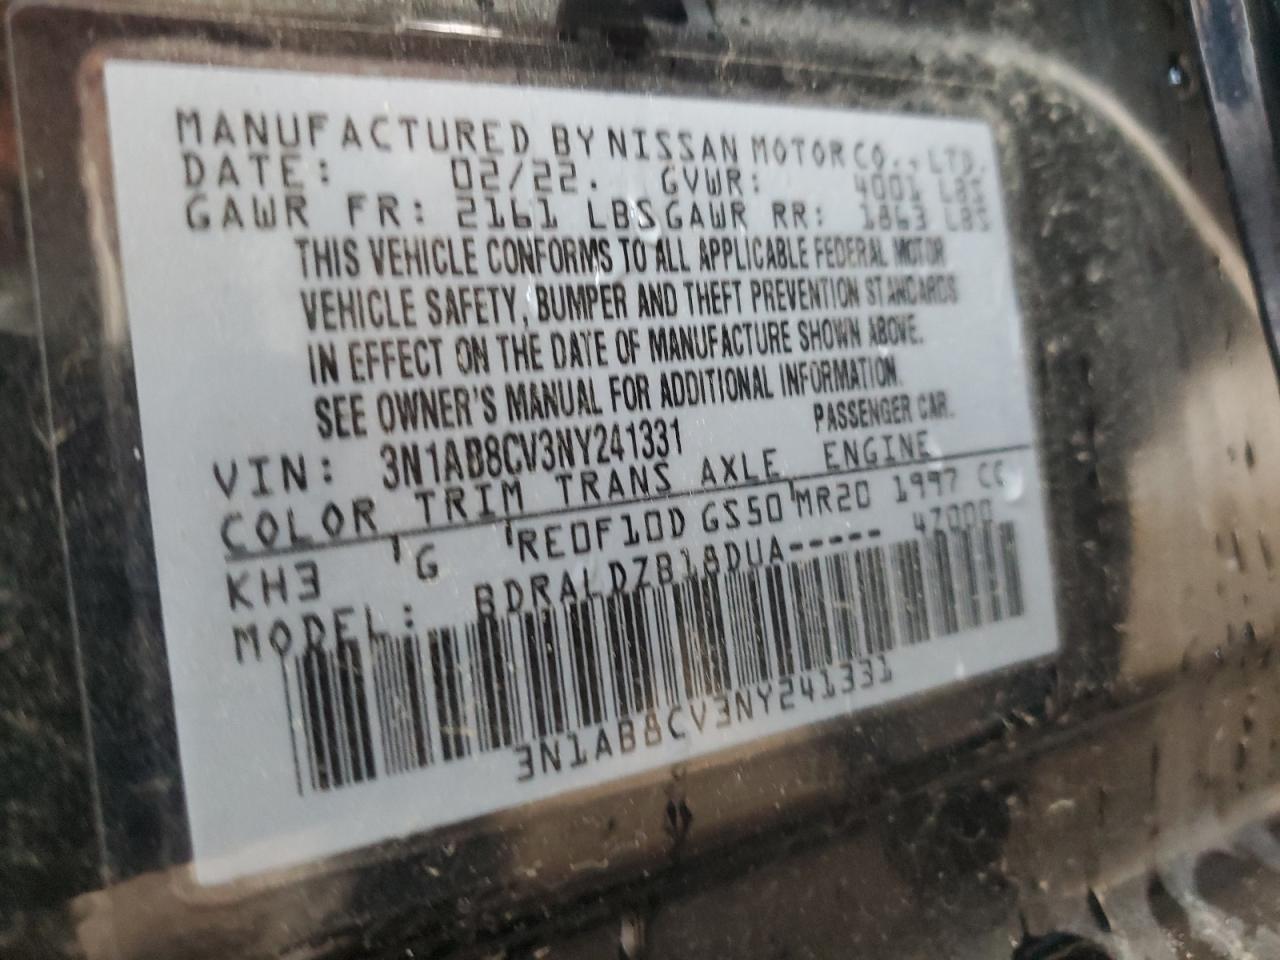 MANUFACTURED BY NISSAN MOTOR CO., LTD.
DATE: 02/22. GVWR: 4001 LBS
GAWR FR: 2161 LBS GAWR RR: 1863 LBS
THIS VEHICLE CONFORMS TO ALL APPLICABLE FEDERAL MOTOR
VEHICLE SAFETY, BUMPER AND THEFT PREVENTION STANDARDS
IN EFFECT ON THE DATE OF MANUFACTURE SHOWN ABOVE.
SEE OWNER'S MANUAL FOR ADDITIONAL INFORMATION.
VIN: 3N1AB8CV3NY241331 PASSENGER CAR.
COLOR TRIM TRANS AXLE ENGINE
KH3 G RE0F10D GS50 MR20 1997 CC
MODEL: BDRALDZB18DUA----- 47000
3N1AB8CV3NY241331